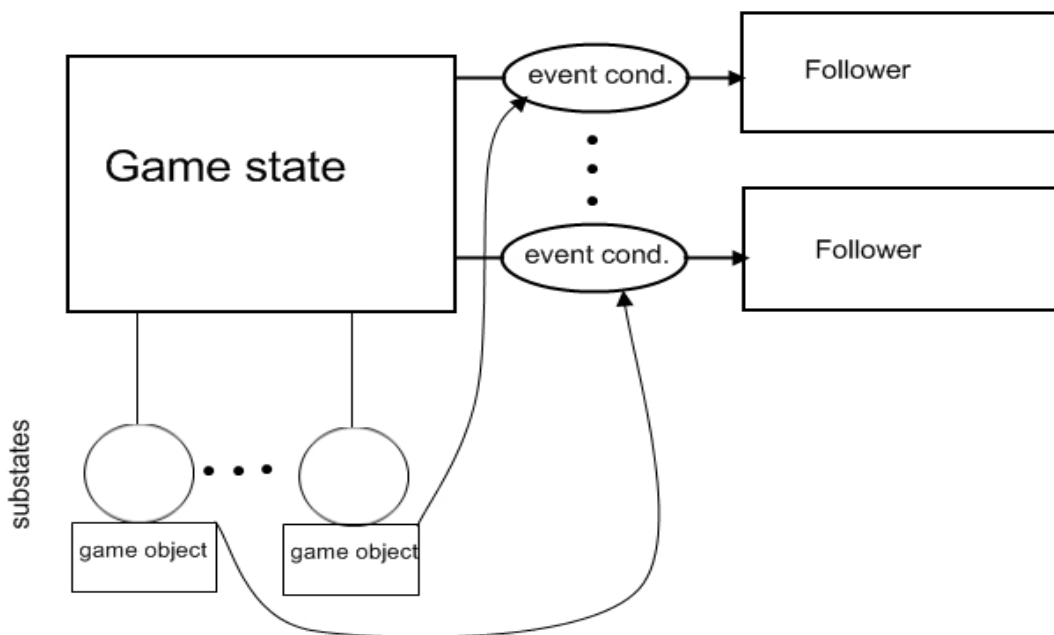 event cond.
Follower
Game state
event cond.
Follower
substates
game object
game object